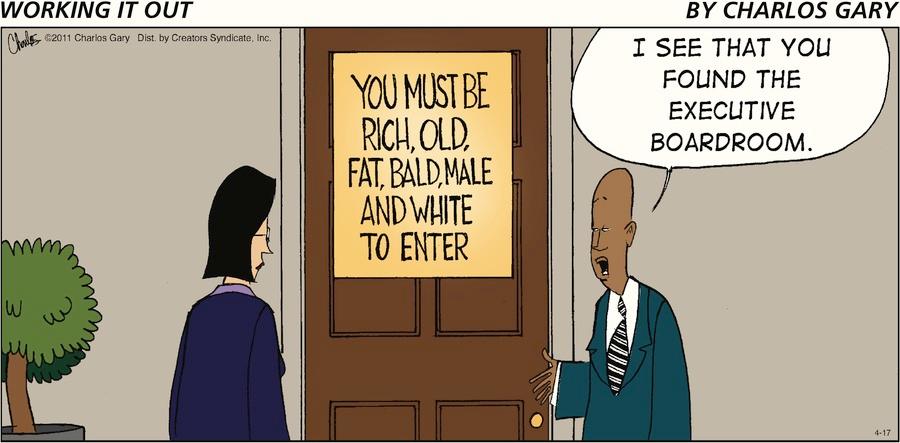 WORKING IT OUT
BY CHARLOS GARY
©2011 Charlos Gary Dist. by Creators Syndicate, Inc.
YOU MUST BE
RICH, OLD,
FAT, BALD, MALE
AND WHITE
TO ENTER
I SEE THAT YOU
FOUND THE
EXECUTIVE
BOARDROOM.
4-17